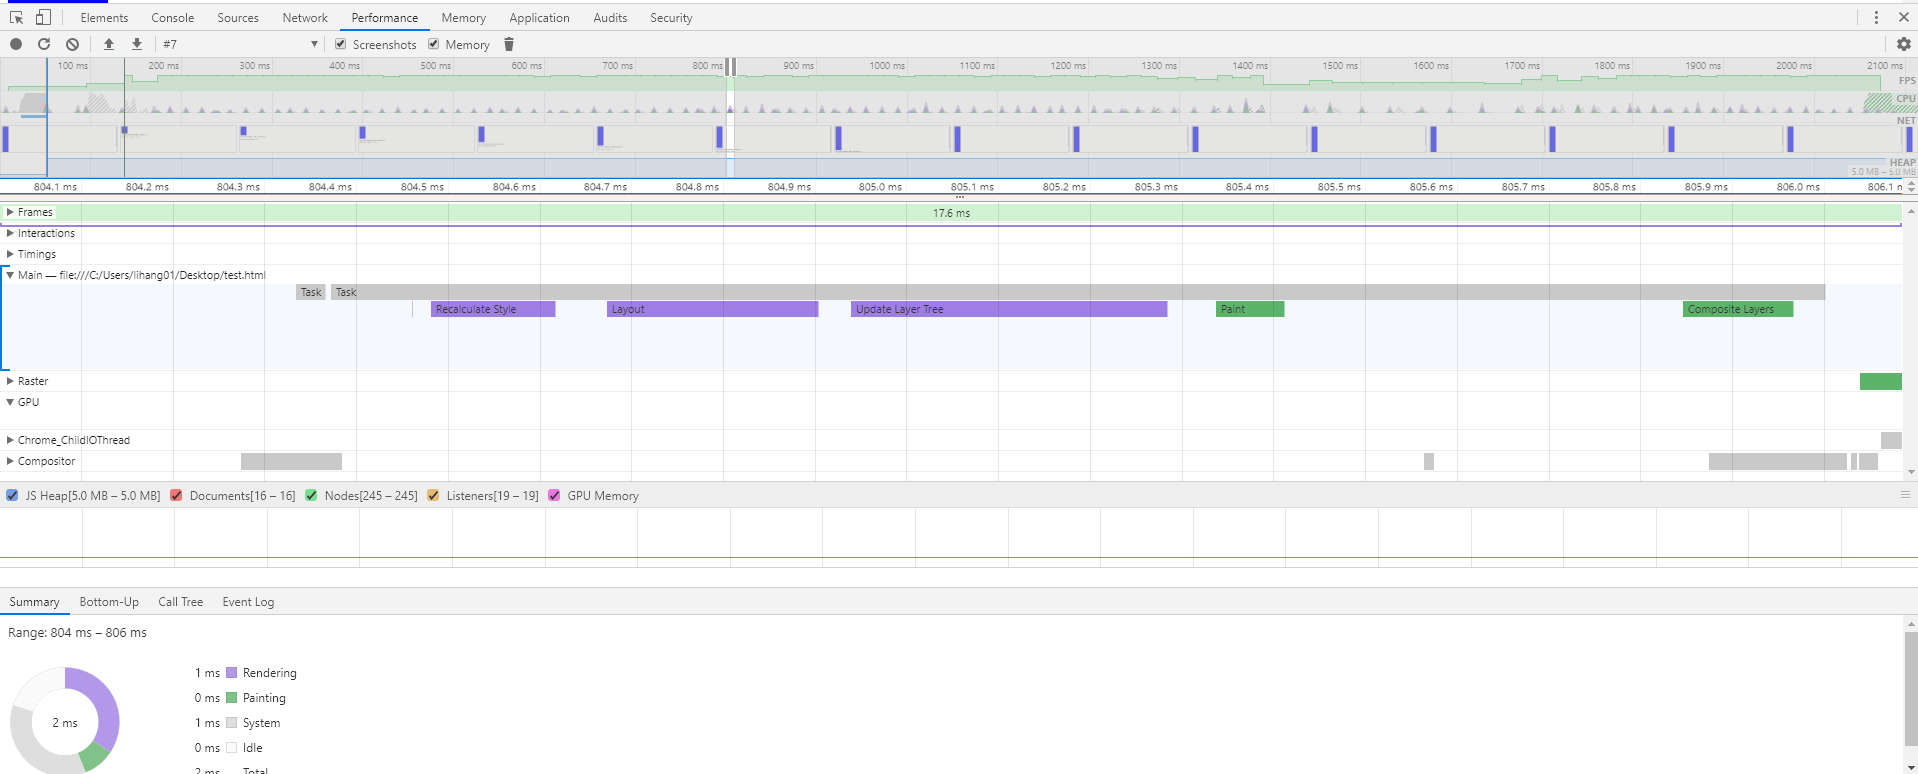 Elements Console Sources Network Performance Memory Application Audits Security
#7 Screenshots Memory
100 ms 200 ms 300 ms 400 ms 500 ms 600 ms 700 ms 800 ms 900 ms 1000 ms 1100 ms 1200 ms 1300 ms 1400 ms 1500 ms 1600 ms 1700 ms 1800 ms 1900 ms 2000 ms 2100 ms
FPS
CPU
NET
HEAP
5.0 MB – 5.0 MB
804.1 ms 804.2 ms 804.3 ms 804.4 ms 804.5 ms 804.6 ms 804.7 ms 804.8 ms 804.9 ms 805.0 ms 805.1 ms 805.2 ms 805.3 ms 805.4 ms 805.5 ms 805.6 ms 805.7 ms 805.8 ms 805.9 ms 806.0 ms 806.1 m
Frames 17.6 ms
Interactions
Timings
Main — file:///C:/Users/lihang01/Desktop/test.html
Task Task
Recalculate Style Layout Update Layer Tree Paint Composite Layers
Raster
GPU
Chrome_ChildIOThread
Compositor
JS Heap[5.0 MB – 5.0 MB] Documents[16 – 16] Nodes[245 – 245] Listeners[19 – 19] GPU Memory
Summary Bottom-Up Call Tree Event Log
Range: 804 ms – 806 ms
1 ms Rendering
0 ms Painting
2 ms
1 ms System
0 ms Idle
2 ms Total